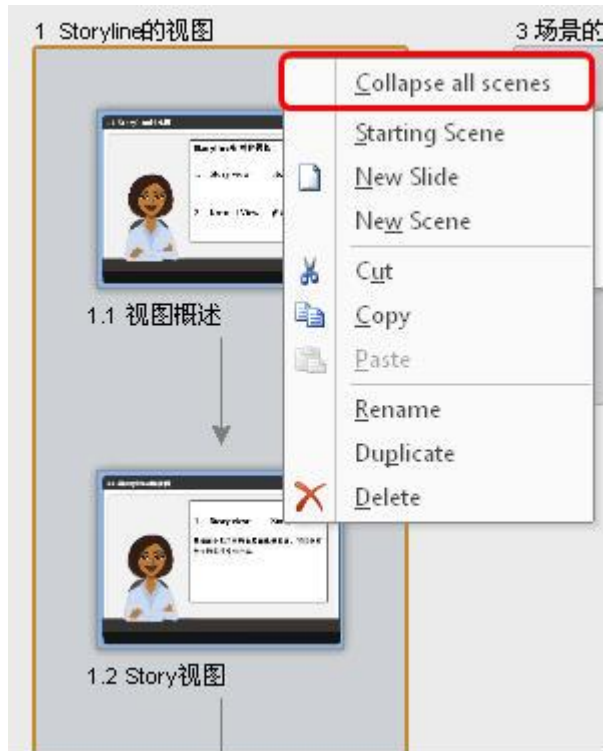 1 Storyline的视图
3 场景的
Collapse all scenes
Starting Scene
New Slide
New Scene
Cut
Copy
Paste
Rename
Duplicate
Delete
1.1 视图概述
1.2 Story视图